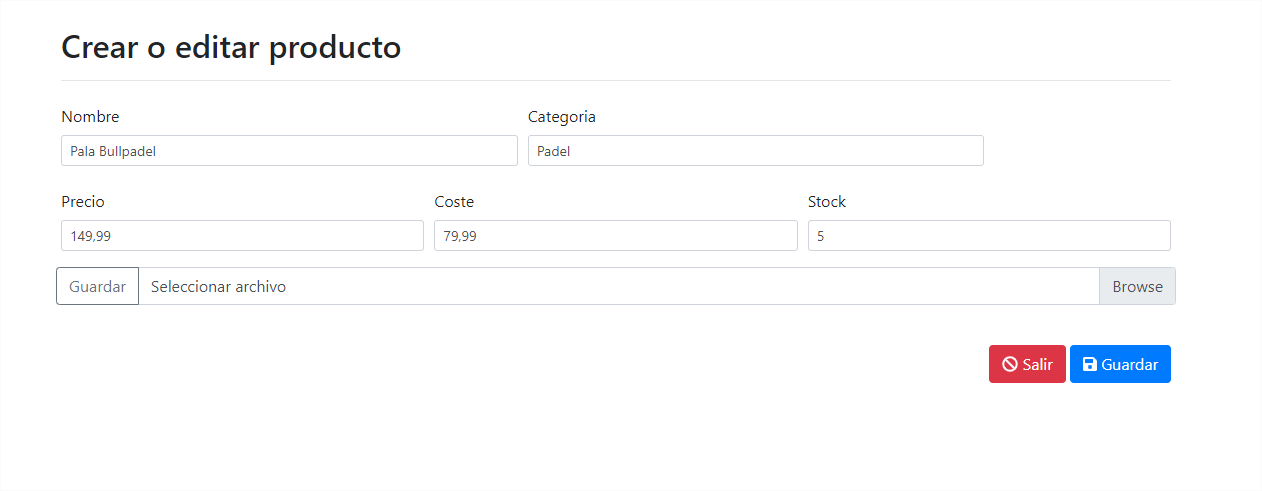 Crear o editar producto
Nombre Categoria
Pala Bullpadel Padel
Precio Coste Stock
149,99 79,99 5
Guardar Seleccionar archivo Browse
Salir Guardar